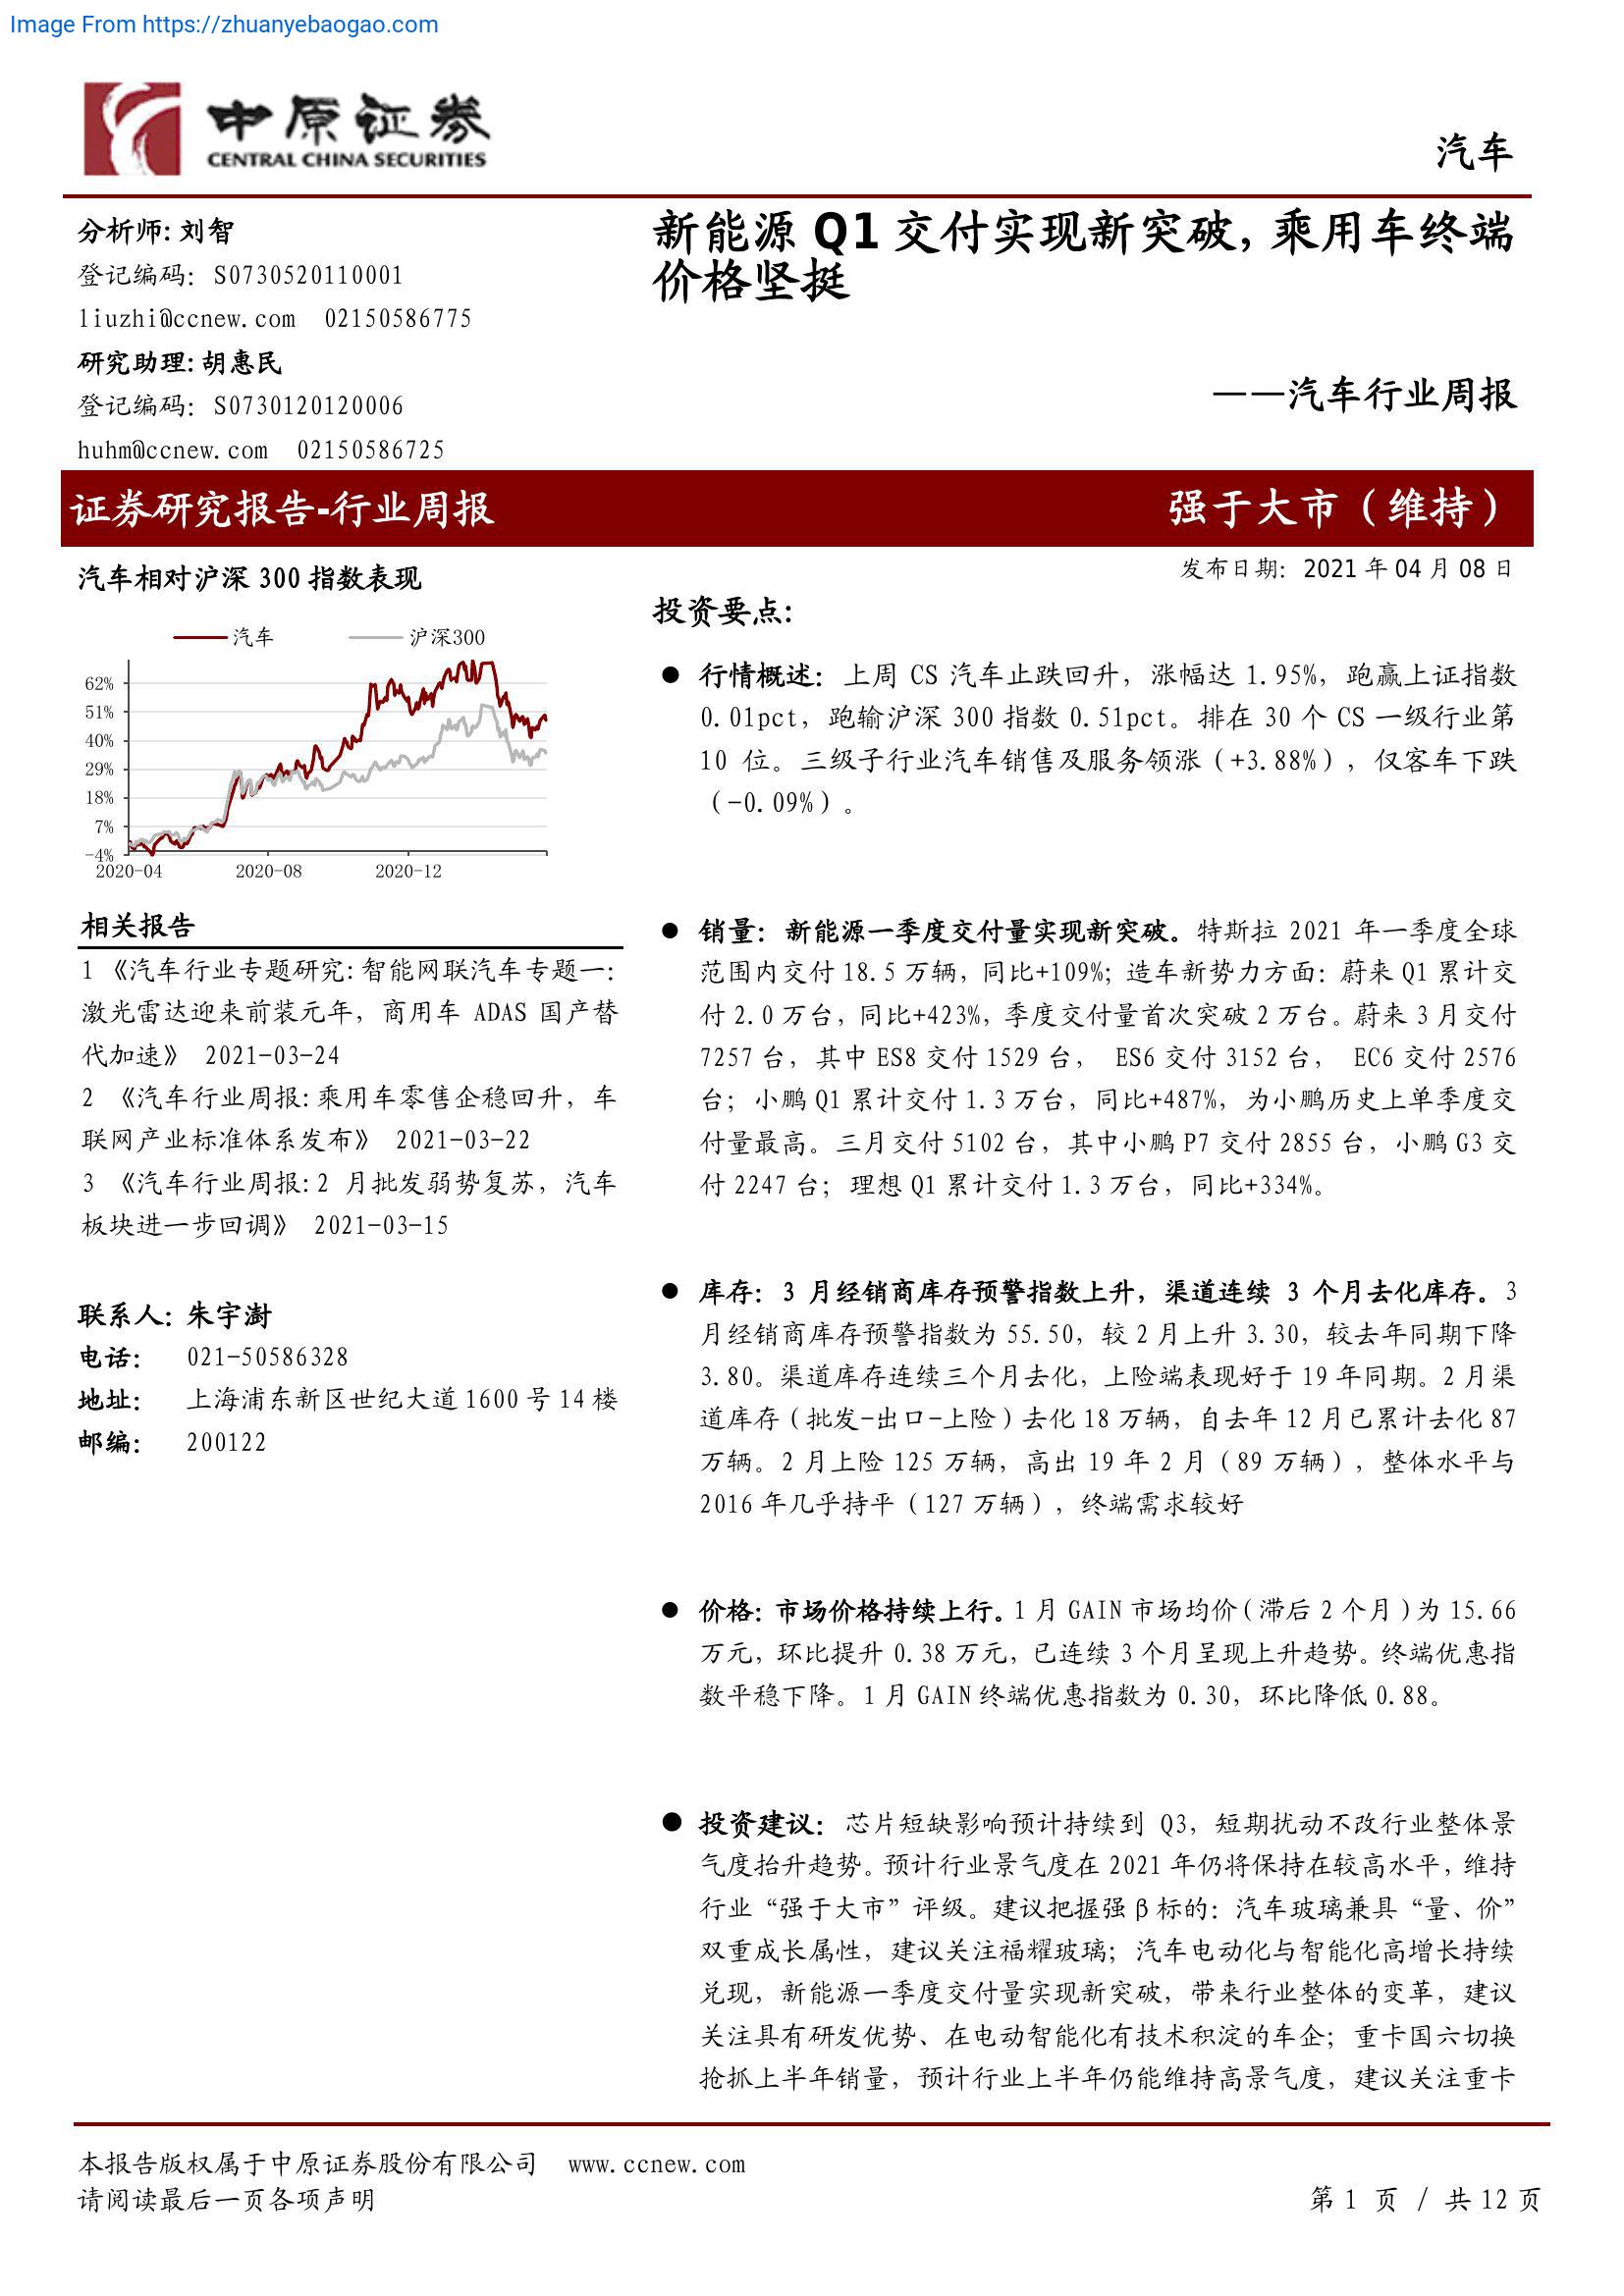 Image From https://zhuanyebaogao.com
中原证券
CENTRAL CHINA SECURITIES
汽车
分析师：刘智
登记编码：S0730520110001
liuzhi@ccnew.com 02150586775
研究助理：胡惠民
登记编码：S0730120120006
huhm@ccnew.com 02150586725
新能源 Q1 交付实现新突破，乘用车终端
价格坚挺
——汽车行业周报
证券研究报告-行业周报
强于大市（维持）
汽车相对沪深 300 指数表现
汽车 沪深300
62%
51%
40%
29%
18%
7%
-4%
2020-04 2020-08 2020-12
相关报告
1 《汽车行业专题研究：智能网联汽车专题一：
激光雷达迎来前装元年，商用车 ADAS 国产替
代加速》 2021-03-24
2 《汽车行业周报：乘用车零售企稳回升，车
联网产业标准体系发布》 2021-03-22
3 《汽车行业周报：2 月批发弱势复苏，汽车
板块进一步回调》 2021-03-15
联系人：朱宇澍
电话： 021-50586328
地址： 上海浦东新区世纪大道 1600 号 14 楼
邮编： 200122
发布日期：2021 年 04 月 08 日
投资要点：
● 行情概述：上周 CS 汽车止跌回升，涨幅达 1.95%，跑赢上证指数
0.01pct，跑输沪深 300 指数 0.51pct。排在 30 个 CS 一级行业第
10 位。三级子行业汽车销售及服务领涨（+3.88%），仅客车下跌
（-0.09%）。
● 销量：新能源一季度交付量实现新突破。特斯拉 2021 年一季度全球
范围内交付 18.5 万辆，同比+109%；造车新势力方面：蔚来 Q1 累计交
付 2.0 万台，同比+423%，季度交付量首次突破 2 万台。蔚来 3 月交付
7257 台，其中 ES8 交付 1529 台， ES6 交付 3152 台， EC6 交付 2576
台；小鹏 Q1 累计交付 1.3 万台，同比+487%，为小鹏历史上单季度交
付量最高。三月交付 5102 台，其中小鹏 P7 交付 2855 台，小鹏 G3 交
付 2247 台；理想 Q1 累计交付 1.3 万台，同比+334%。
● 库存：3 月经销商库存预警指数上升，渠道连续 3 个月去化库存。3
月经销商库存预警指数为 55.50，较 2 月上升 3.30，较去年同期下降
3.80。渠道库存连续三个月去化，上险端表现好于 19 年同期。2 月渠
道库存（批发-出口-上险）去化 18 万辆，自去年 12 月已累计去化 87
万辆。2 月上险 125 万辆，高出 19 年 2 月（89 万辆），整体水平与
2016 年几乎持平（127 万辆），终端需求较好
● 价格：市场价格持续上行。1 月 GAIN 市场均价（滞后 2 个月）为 15.66
万元，环比提升 0.38 万元，已连续 3 个月呈现上升趋势。终端优惠指
数平稳下降。1 月 GAIN 终端优惠指数为 0.30，环比降低 0.88。
● 投资建议：芯片短缺影响预计持续到 Q3，短期扰动不改行业整体景
气度抬升趋势。预计行业景气度在 2021 年仍将保持在较高水平，维持
行业“强于大市”评级。建议把握强 β 标的：汽车玻璃兼具“量、价”
双重成长属性，建议关注福耀玻璃；汽车电动化与智能化高增长持续
兑现，新能源一季度交付量实现新突破，带来行业整体的变革，建议
关注具有研发优势、在电动智能化有技术积淀的车企；重卡国六切换
抢抓上半年销量，预计行业上半年仍能维持高景气度，建议关注重卡
本报告版权属于中原证券股份有限公司 www.ccnew.com
请阅读最后一页各项声明
第 1 页 / 共 12 页